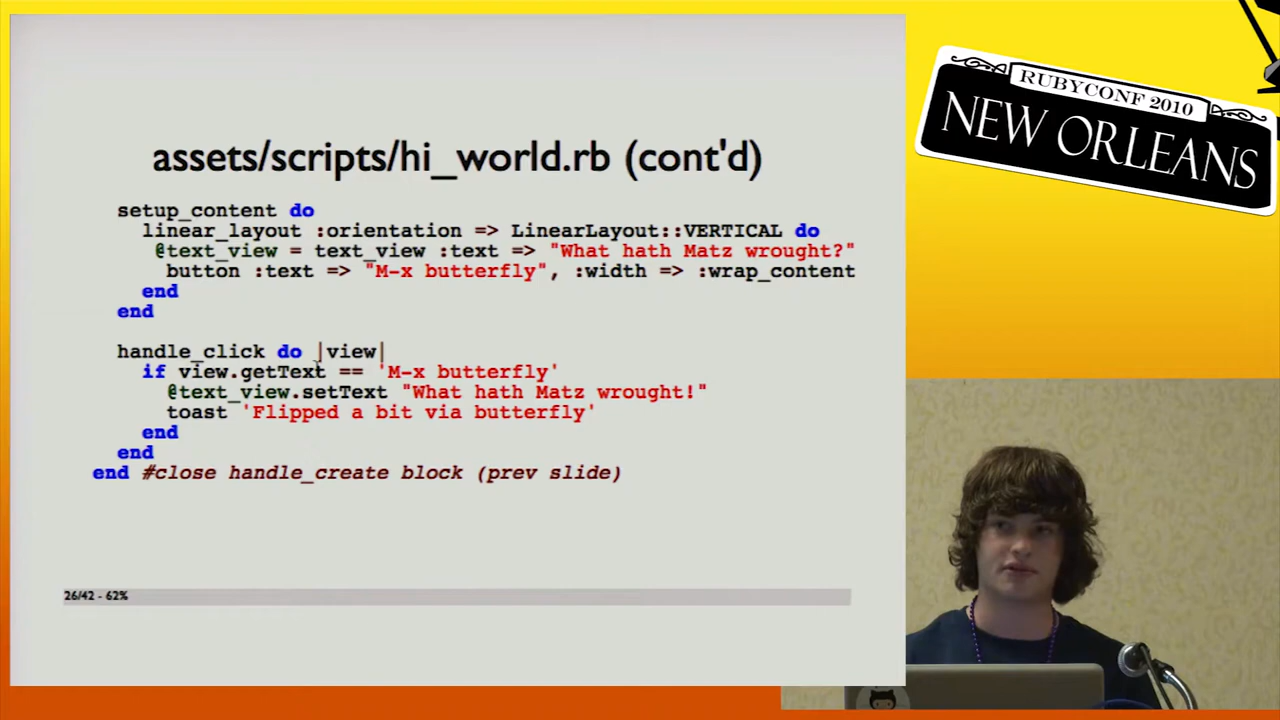 assets/scripts/hi_world.rb (cont'd)
setup_content do
linear_layout :orientation => LinearLayout::VERTICAL do
@text_view = text_view :text => "What hath Matz wrought?"
button :text => "M-x butterfly", :width => :wrap_content
end
end
handle_click do |view|
if view.getText == 'M-x butterfly'
@text_view.setText "What hath Matz wrought!"
toast 'Flipped a bit via butterfly'
end
end
end #close handle_create block (prev slide)
26/42 - 62%
RUBYCONF 2010
NEW ORLEANS